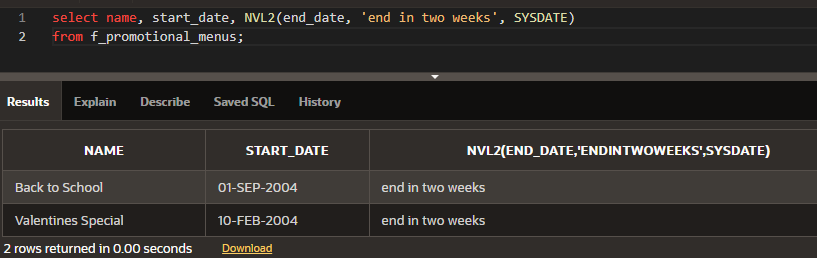 1 select name, start_date, NVL2(end_date, 'end in two weeks', SYSDATE)
2 from f_promotional_menus;
Results Explain Describe Saved SQL History
NAME START_DATE NVL2(END_DATE,'ENDINTWOWEEKS',SYSDATE)
Back to School 01-SEP-2004 end in two weeks
Valentines Special 10-FEB-2004 end in two weeks
2 rows returned in 0.00 seconds Download